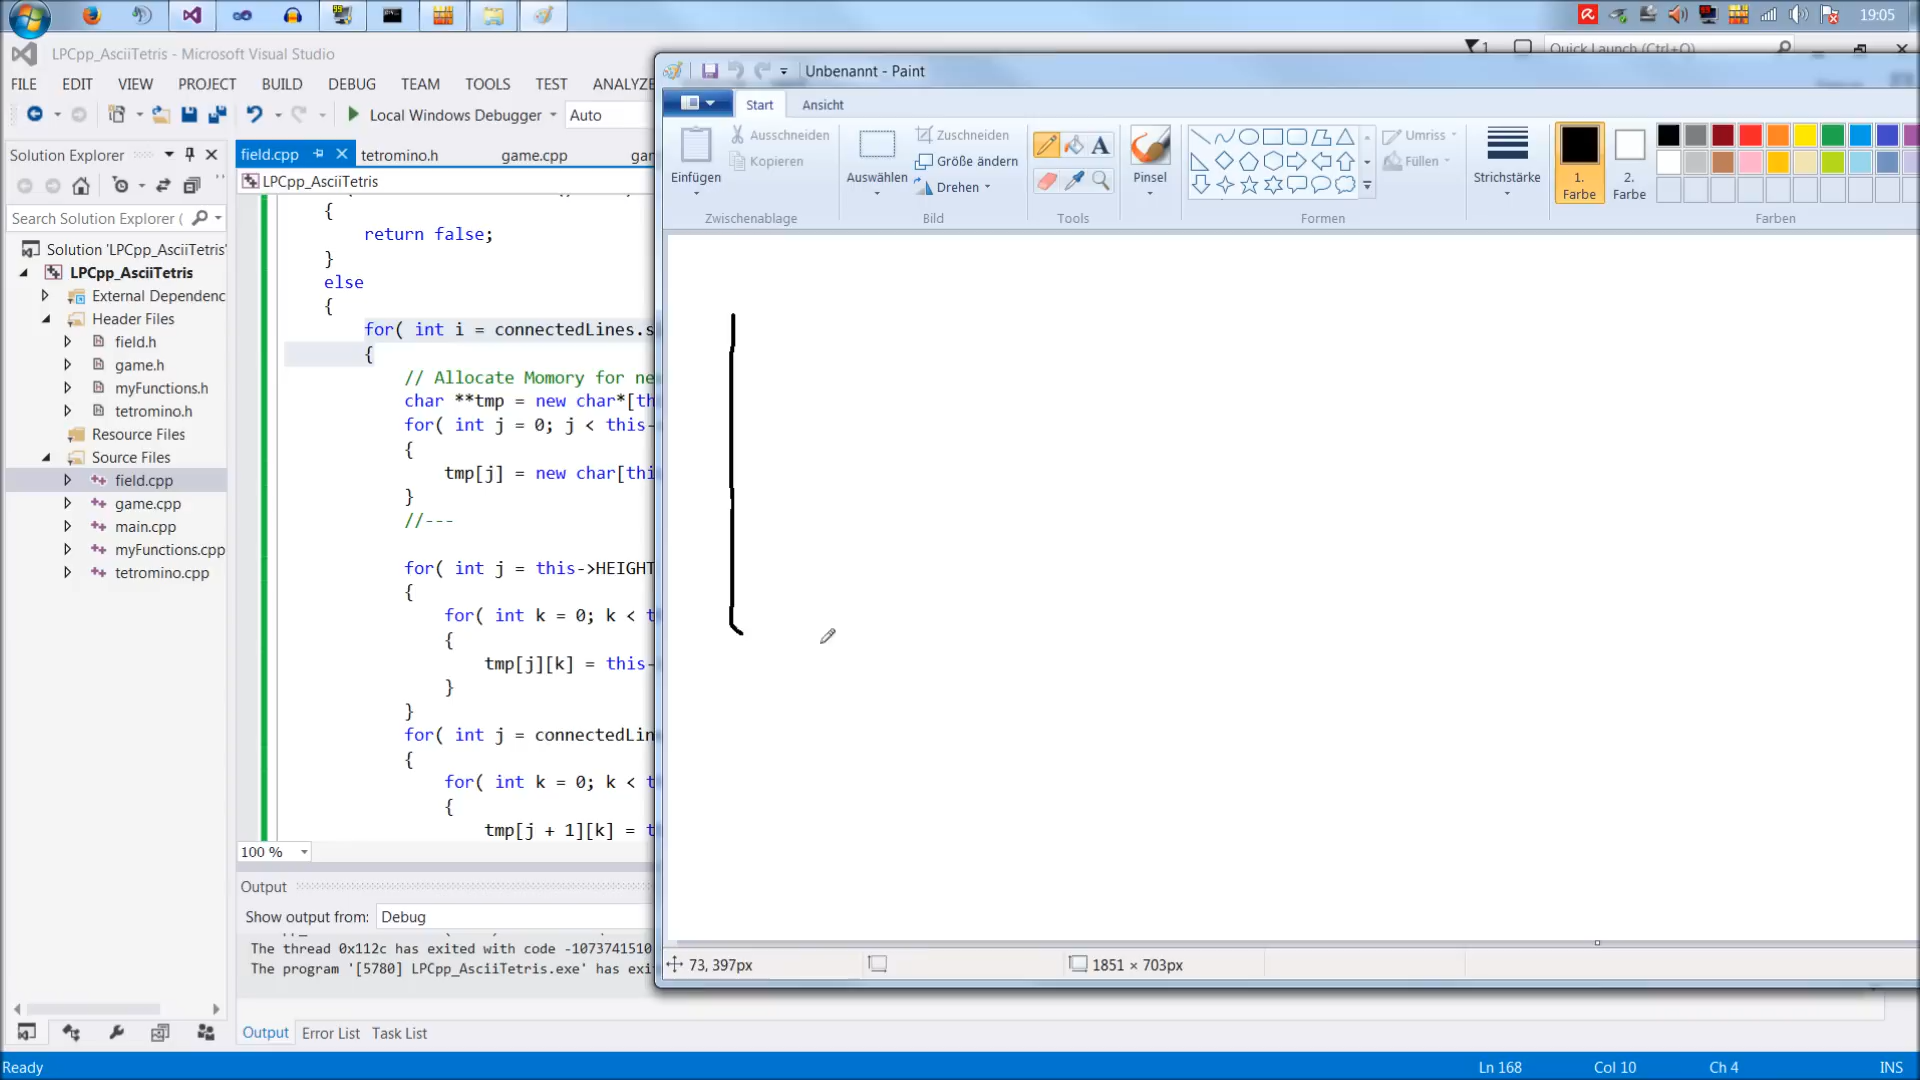 19:05
LPCpp_AsciiTetris - Microsoft Visual Studio
1
Quick Launch (Ctrl+Q)
FILE EDIT VIEW PROJECT BUILD DEBUG TEAM TOOLS TEST ANALYZE
Local Windows Debugger Auto
Solution Explorer
Search Solution Explorer (
Solution 'LPCpp_AsciiTetris'
LPCpp_AsciiTetris
External Dependenc
Header Files
field.h
game.h
myFunctions.h
tetromino.h
Resource Files
Source Files
field.cpp
game.cpp
main.cpp
myFunctions.cpp
tetromino.cpp
field.cpp tetromino.h game.cpp
LPCpp_AsciiTetris
{
return false;
}
else
{
for( int i = connectedLines.s
{
// Allocate Momory for ne
char **tmp = new char*[th
for( int j = 0; j < this-
{
tmp[j] = new char[thi
}
//---
for( int j = this->HEIGHT
{
for( int k = 0; k < t
{
tmp[j][k] = this-
}
}
for( int j = connectedLin
{
for( int k = 0; k < t
{
tmp[j + 1][k] = t
100 %
Output
Show output from: Debug
The thread 0x112c has exited with code -1073741510
The program '[5780] LPCpp_AsciiTetris.exe' has exi
Output Error List Task List
Ready
Ln 168 Col 10 Ch 4 INS
Unbenannt - Paint
Start Ansicht
Einfügen
Ausschneiden
Kopieren
Zwischenablage
Auswählen
Zuschneiden
Größe ändern
Drehen
Bild
A
Tools
Pinsel
Umriss
Füllen
Formen
Strichstärke
1. Farbe
2. Farbe
Farben
73, 397px
1851 × 703px